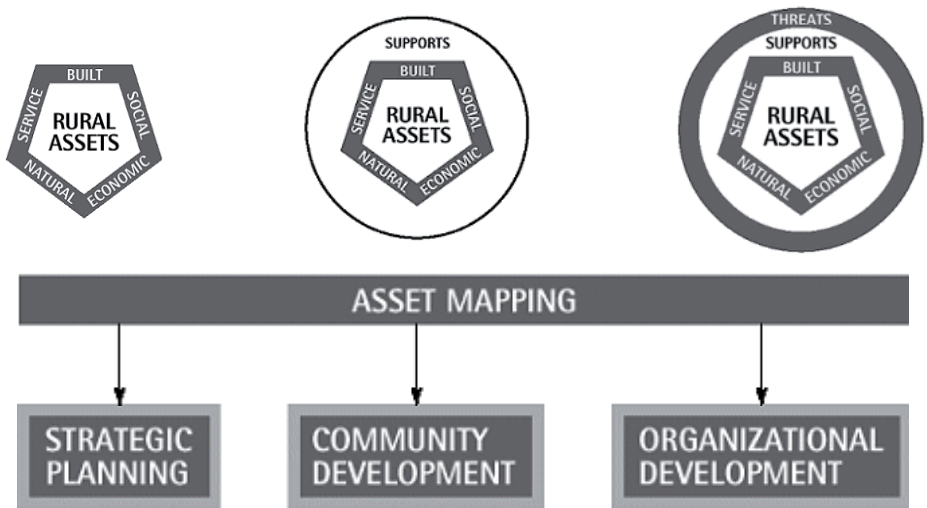 BUILT
SERVICE
SOCIAL
RURAL
ASSETS
NATURAL
ECONOMIC
SUPPORTS
BUILT
SERVICE
SOCIAL
RURAL
ASSETS
NATURAL
ECONOMIC
THREATS
SUPPORTS
BUILT
SERVICE
SOCIAL
RURAL
ASSETS
NATURAL
ECONOMIC
ASSET MAPPING
STRATEGIC
PLANNING
COMMUNITY
DEVELOPMENT
ORGANIZATIONAL
DEVELOPMENT